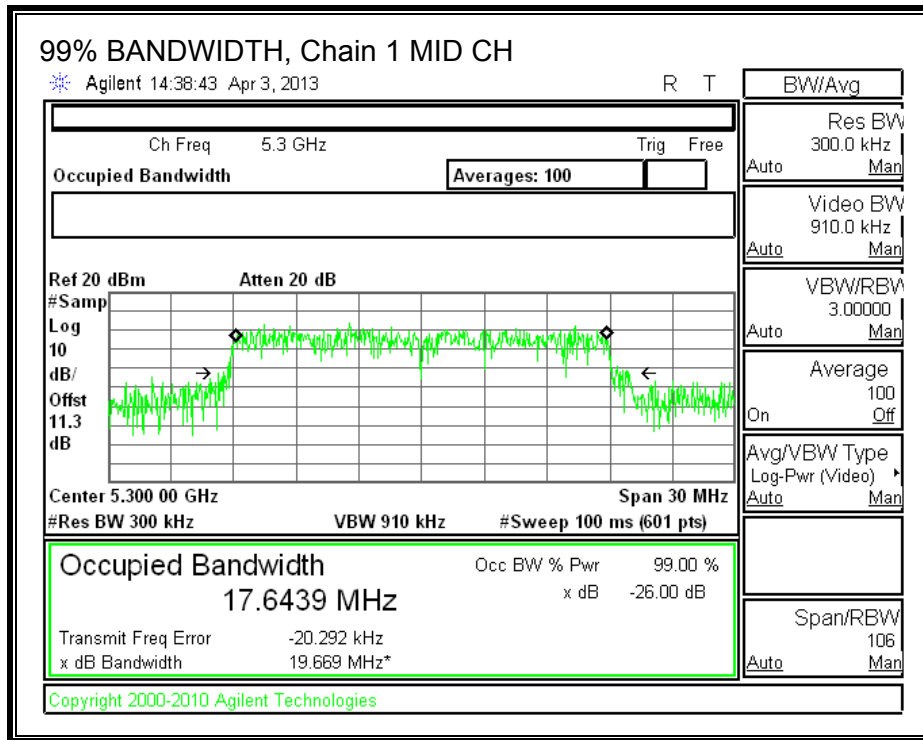 99% BANDWIDTH, Chain 1 MID CH
Agilent 14:38:43 Apr 3, 2013 R T
BW/Avg
Ch Freq 5.3 GHz Trig Free
Occupied Bandwidth Averages: 100
Res BW
300.0 kHz
Auto Man
Video BW
910.0 kHz
Auto Man
VBW/RBW
3.00000
Auto Man
Average
100
On Off
Avg/VBW Type
Log-Pwr (Video)
Auto Man
Span/RBW
106
Auto Man
Ref 20 dBm Atten 20 dB
#Samp
Log
10
dB/
Offst
11.3
dB
Center 5.300 00 GHz Span 30 MHz
#Res BW 300 kHz VBW 910 kHz #Sweep 100 ms (601 pts)
Occupied Bandwidth
17.6439 MHz
Occ BW % Pwr 99.00 %
x dB -26.00 dB
Transmit Freq Error -20.292 kHz
x dB Bandwidth 19.669 MHz*
Copyright 2000-2010 Agilent Technologies